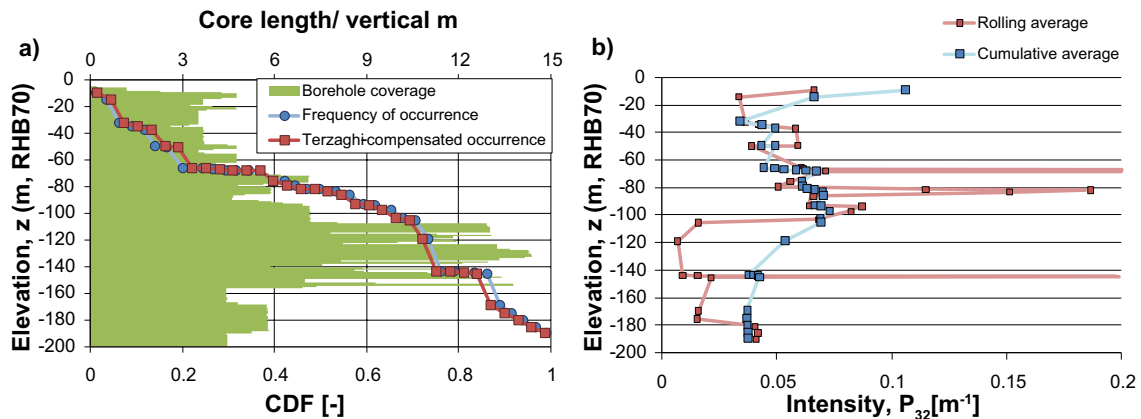 Core length/ vertical m
a)
0 3 6 9 12 15
Elevation, z (m, RHB70)
0
-20
-40
-60
-80
-100
-120
-140
-160
-180
-200
Borehole coverage
Frequency of occurrence
Terzaghi-compensated occurrence
0 0.2 0.4 0.6 0.8 1
CDF [-]
b)
Rolling average
Cumulative average
Elevation, z (m, RHB70)
0
-20
-40
-60
-80
-100
-120
-140
-160
-180
-200
0 0.05 0.1 0.15 0.2
Intensity, P32[m-1]